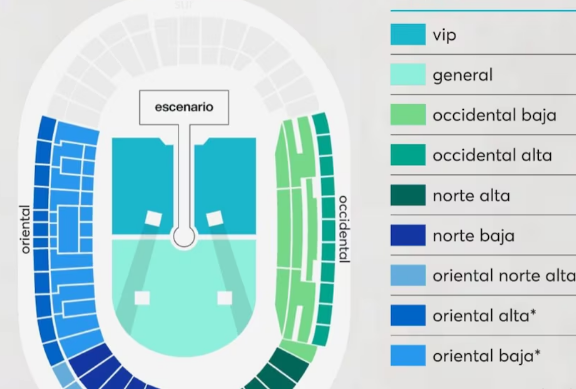 escenario
oriental
occidental
vip
general
occidental baja
occidental alta
norte alta
norte baja
oriental norte alta
oriental alta*
oriental baja*